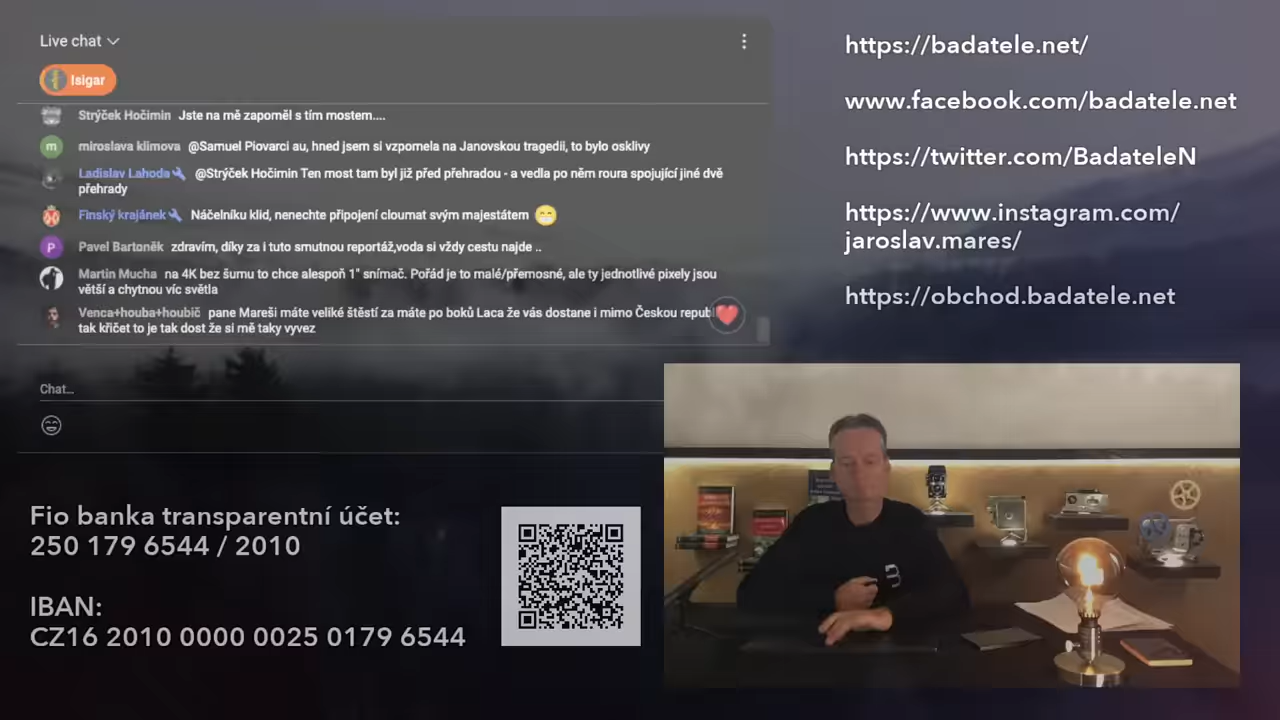 Live chat
!sigar
Strýček Hočimin Jste na mě zapoměl s tím mostem....
miroslava klimova @Samuel Piovarci au, hned jsem si vzpomela na Janovskou tragedii, to bylo osklivy
Ladislav Lahoda @Strýček Hočimin Ten most tam byl již před přehradou - a vedla po něm roura spojující jiné dvě
přehrady
Finský krajánek Náčelníku klid, nenechte připojení cloumat svým majestátem
P Pavel Bartoněk zdravím, díky za i tuto smutnou reportáž,voda si vždy cestu najde ..
Martin Mucha na 4K bez šumu to chce alespoň 1" snímač. Pořád je to malé/přemosné, ale ty jednotlivé pixely jsou
větší a chytnou víc světla
Venca+houba+houbič pane Mareši máte veliké štěstí za máte po boků Laca že vás dostane i mimo Českou republ
tak křičet to je tak dost že si mě taky vyvez
Chat...
https://badatele.net/
www.facebook.com/badatele.net
https://twitter.com/BadateleN
https://www.instagram.com/
jaroslav.mares/
https://obchod.badatele.net
Fio banka transparentní účet:
250 179 6544 / 2010
IBAN:
CZ16 2010 0000 0025 0179 6544